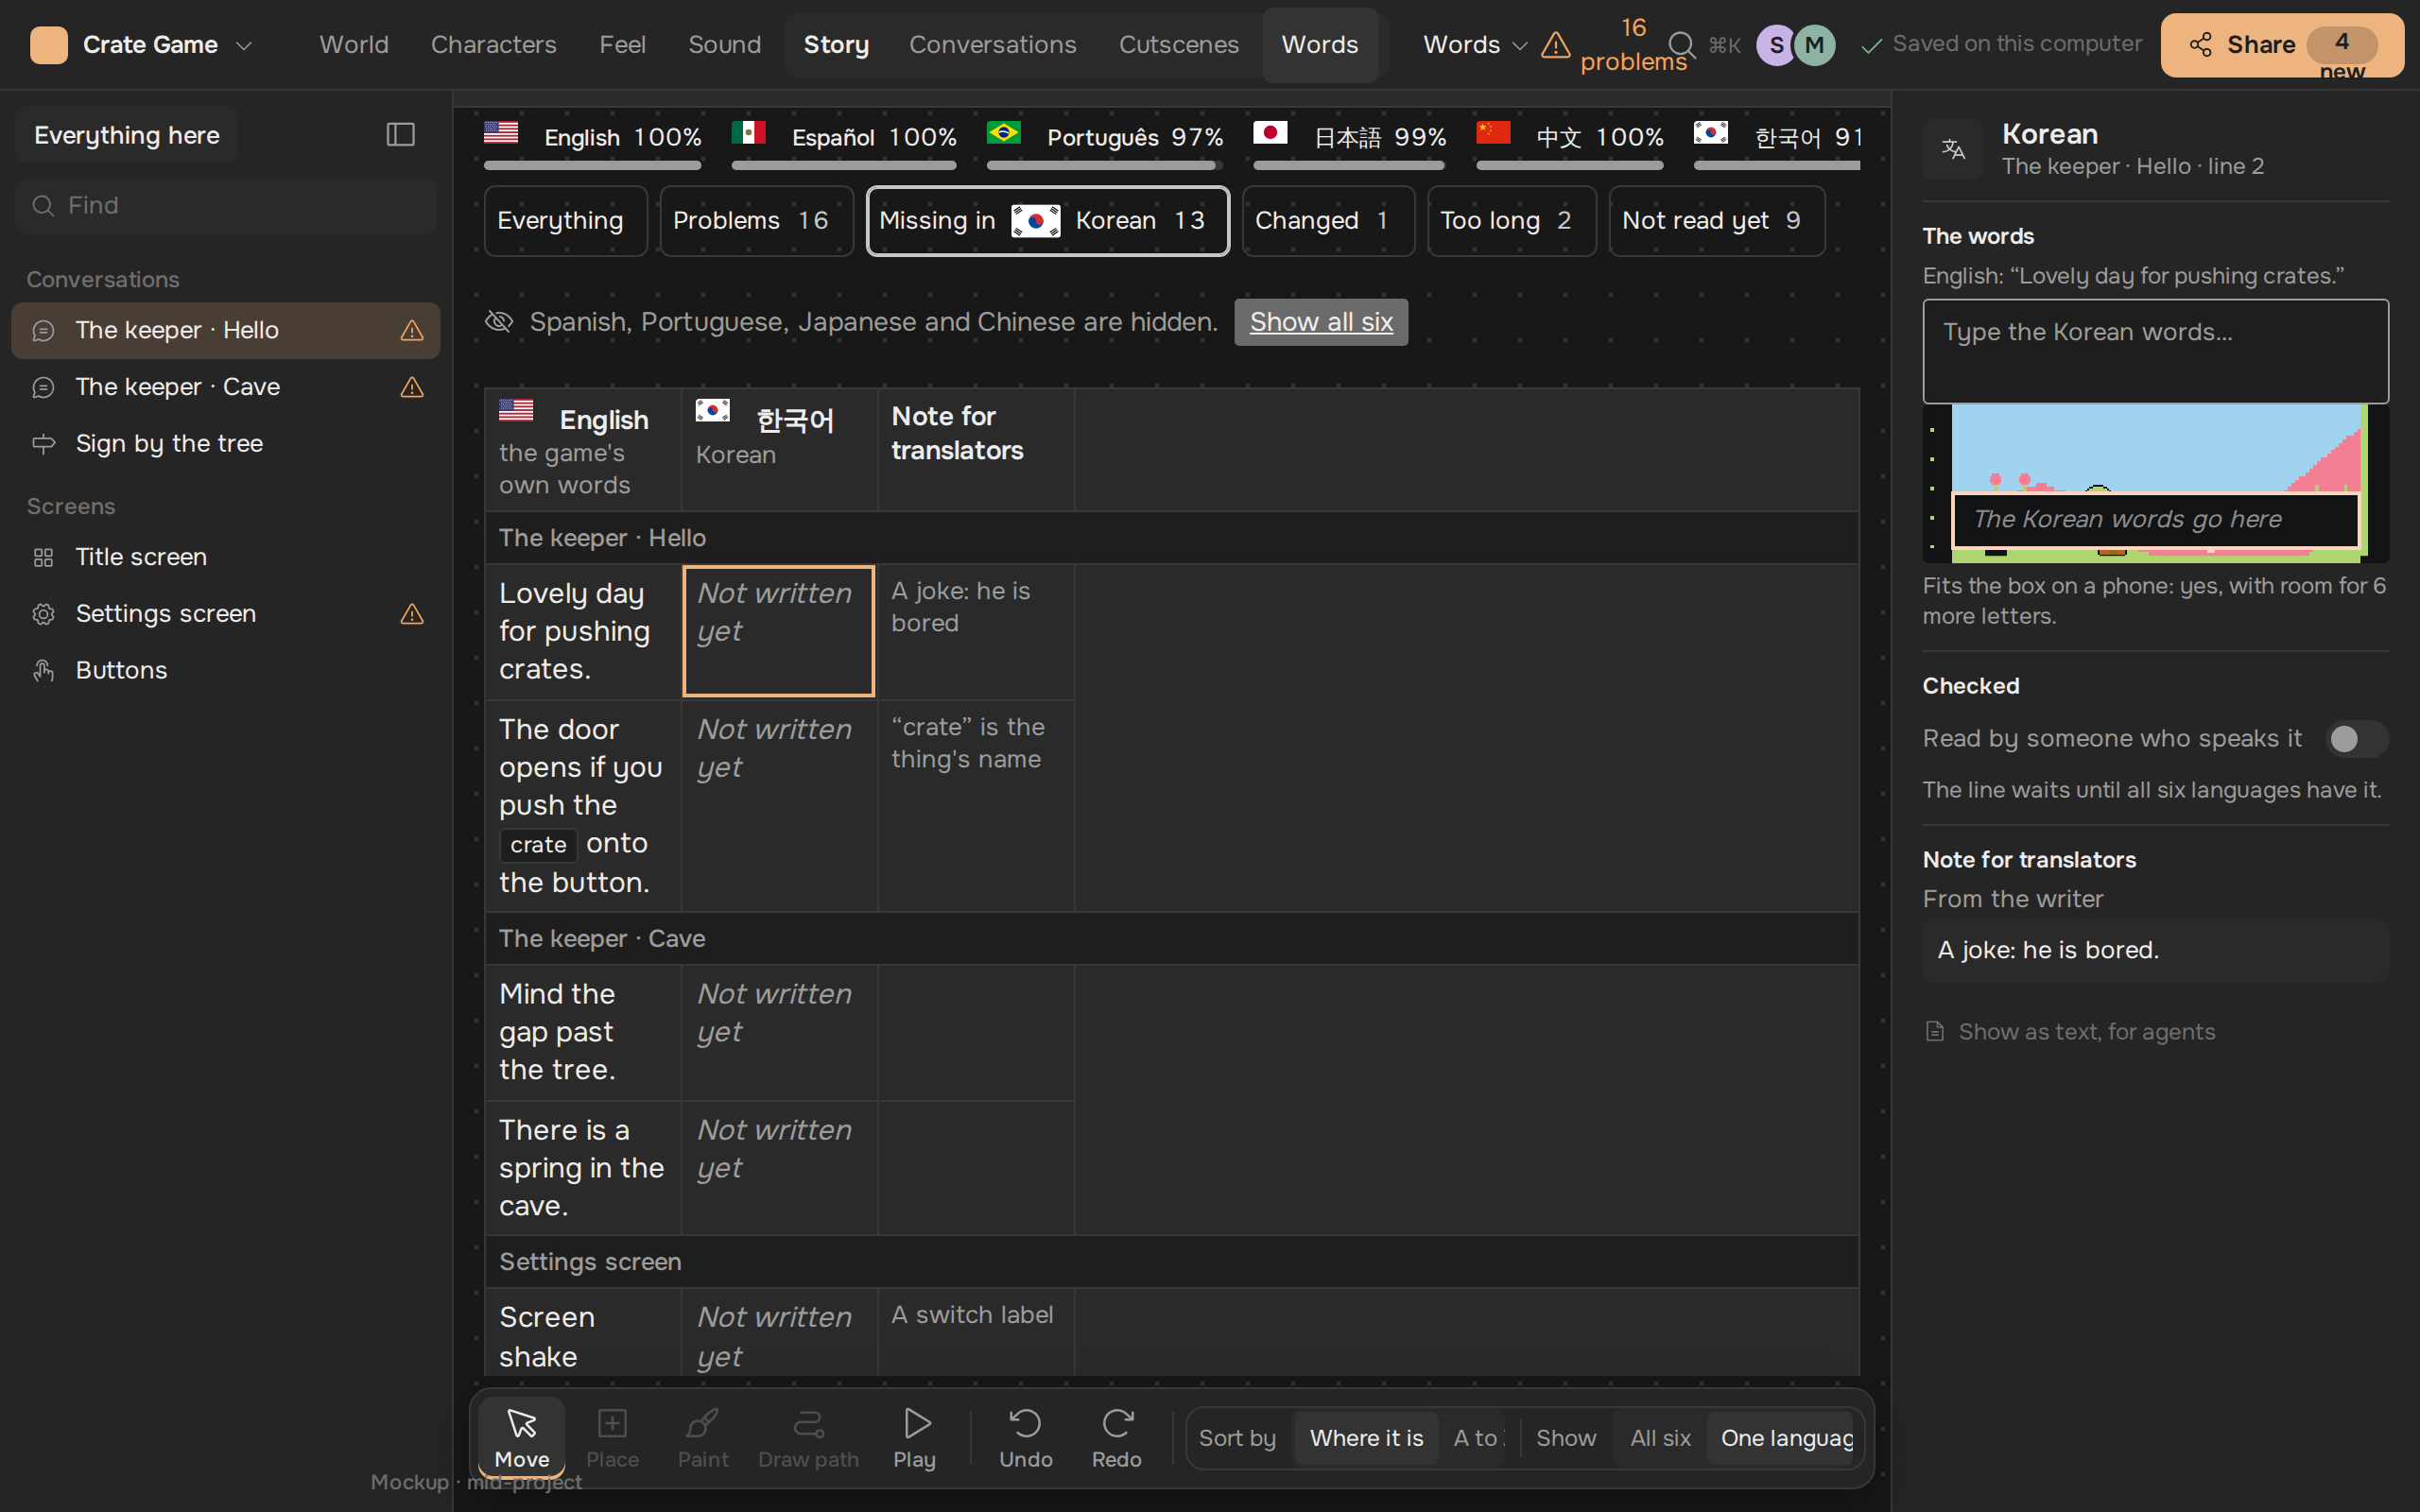 Crate Game
World
Characters
Feel
Sound
Story
Conversations
Cutscenes
Words
Words
16
problems
⌘K
S
M
Saved on this computer
Share
4
new
Everything here
Find
Conversations
The keeper · Hello
The keeper · Cave
Sign by the tree
Screens
Title screen
Settings screen
Buttons
English 100%
Español 100%
Português 97%
日本語 99%
中文 100%
한국어 91
Everything
Problems 16
Missing in Korean 13
Changed 1
Too long 2
Not read yet 9
Spanish, Portuguese, Japanese and Chinese are hidden. Show all six
English
the game's
own words
한국어
Korean
Note for
translators
The keeper · Hello
Lovely day
for pushing
crates.
Not written
yet
A joke: he is
bored
The door
opens if you
push the
crate onto
the button.
Not written
yet
“crate” is the
thing's name
The keeper · Cave
Mind the
gap past
the tree.
Not written
yet
There is a
spring in the
cave.
Not written
yet
Settings screen
Screen
shake
Not written
yet
A switch label
Move
Place
Paint
Draw path
Play
Undo
Redo
Sort by
Where it is
A to
Show
All six
One languag
Mockup · mid-project
Korean
The keeper · Hello · line 2
The words
English: “Lovely day for pushing crates.”
Type the Korean words...
The Korean words go here
Fits the box on a phone: yes, with room for 6
more letters.
Checked
Read by someone who speaks it
The line waits until all six languages have it.
Note for translators
From the writer
A joke: he is bored.
Show as text, for agents